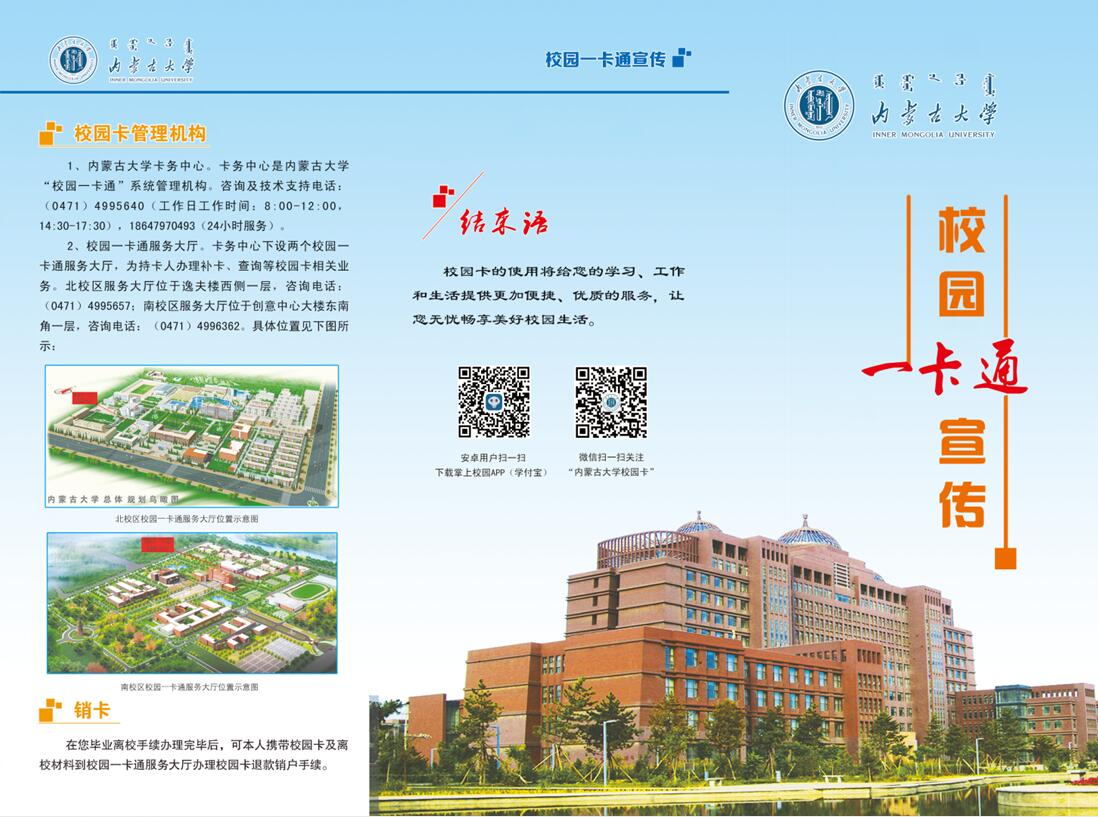 内蒙古大学
INNER MONGOLIA UNIVERSITY
校园一卡通宣传
校园卡管理机构
1、内蒙古大学卡务中心。卡务中心是内蒙古大学
“校园一卡通”系统管理机构。咨询及技术支持电话：
（0471）4995640（工作日工作时间：8:00-12:00，
14:30-17:30），18647970493（24小时服务）。
2、校园一卡通服务大厅。卡务中心下设两个校园一
卡通服务大厅，为持卡人办理补卡、查询等校园卡相关业
务。北校区服务大厅位于逸夫楼西侧一层，咨询电话：
（0471）4995657；南校区服务大厅位于创意中心大楼东南
角一层，咨询电话：（0471）4996362。具体位置见下图所
示：
内蒙古大学总体规划鸟瞰图
北校区校园一卡通服务大厅位置示意图
南校区校园一卡通服务大厅位置示意图
销卡
在您毕业离校手续办理完毕后，可本人携带校园卡及离
校材料到校园一卡通服务大厅办理校园卡退款销户手续。
结束语
校园卡的使用将给您的学习、工作
和生活提供更加便捷、优质的服务，让
您无忧畅享美好校园生活。
安卓用户扫一扫
下载掌上校园APP（学付宝）
微信扫一扫关注
“内蒙古大学校园卡”
内蒙古大学
INNER MONGOLIA UNIVERSITY
校园
一卡通
宣传